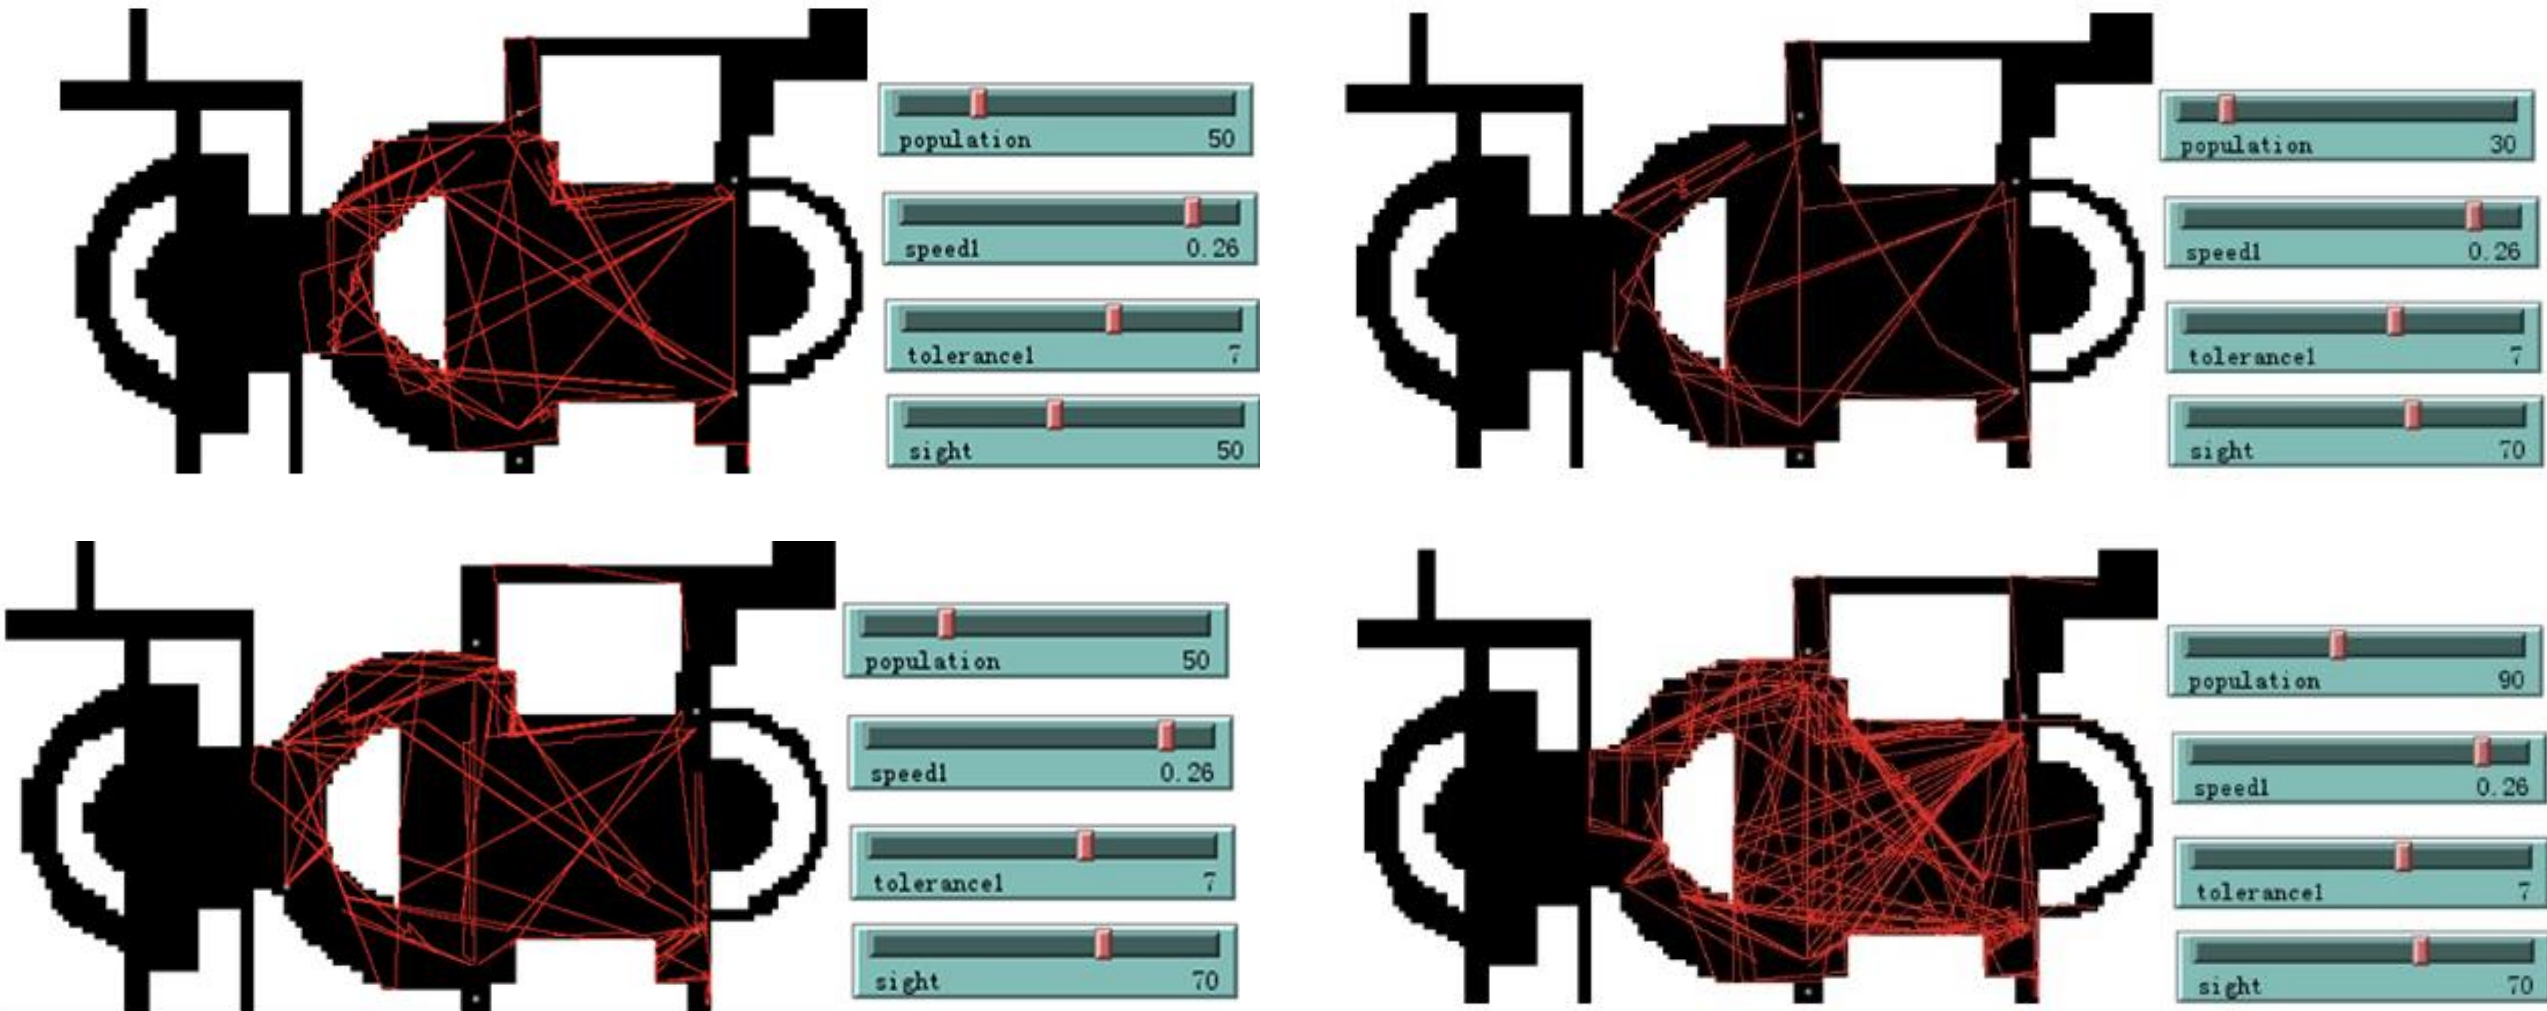 population 50
speed1 0.26
tolerance1 7
sight 50
population 30
speed1 0.26
tolerance1 7
sight 70
population 50
speed1 0.26
tolerance1 7
sight 70
population 90
speed1 0.26
tolerance1 7
sight 70